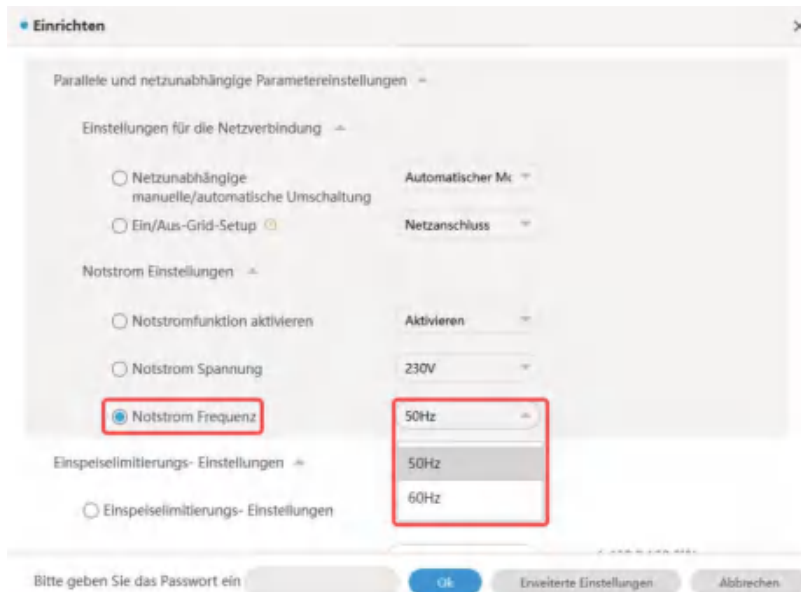 Einrichten
Parallele und netzunabhängige Parametereinstellungen
Einstellungen für die Netzverbindung
Netzunabhängige manuelle/automatische Umschaltung
Automatischer Mc
Ein/Aus-Grid-Setup
Netzanschluss
Notstrom Einstellungen
Notstromfunktion aktivieren
Aktivieren
Notstrom Spannung
230V
Notstrom Frequenz
50Hz
50Hz
60Hz
Einspeiselimitierungs- Einstellungen
Einspeiselimitierungs- Einstellungen
Bitte geben Sie das Passwort ein
Ok
Erweiterte Einstellungen
Abbrechen